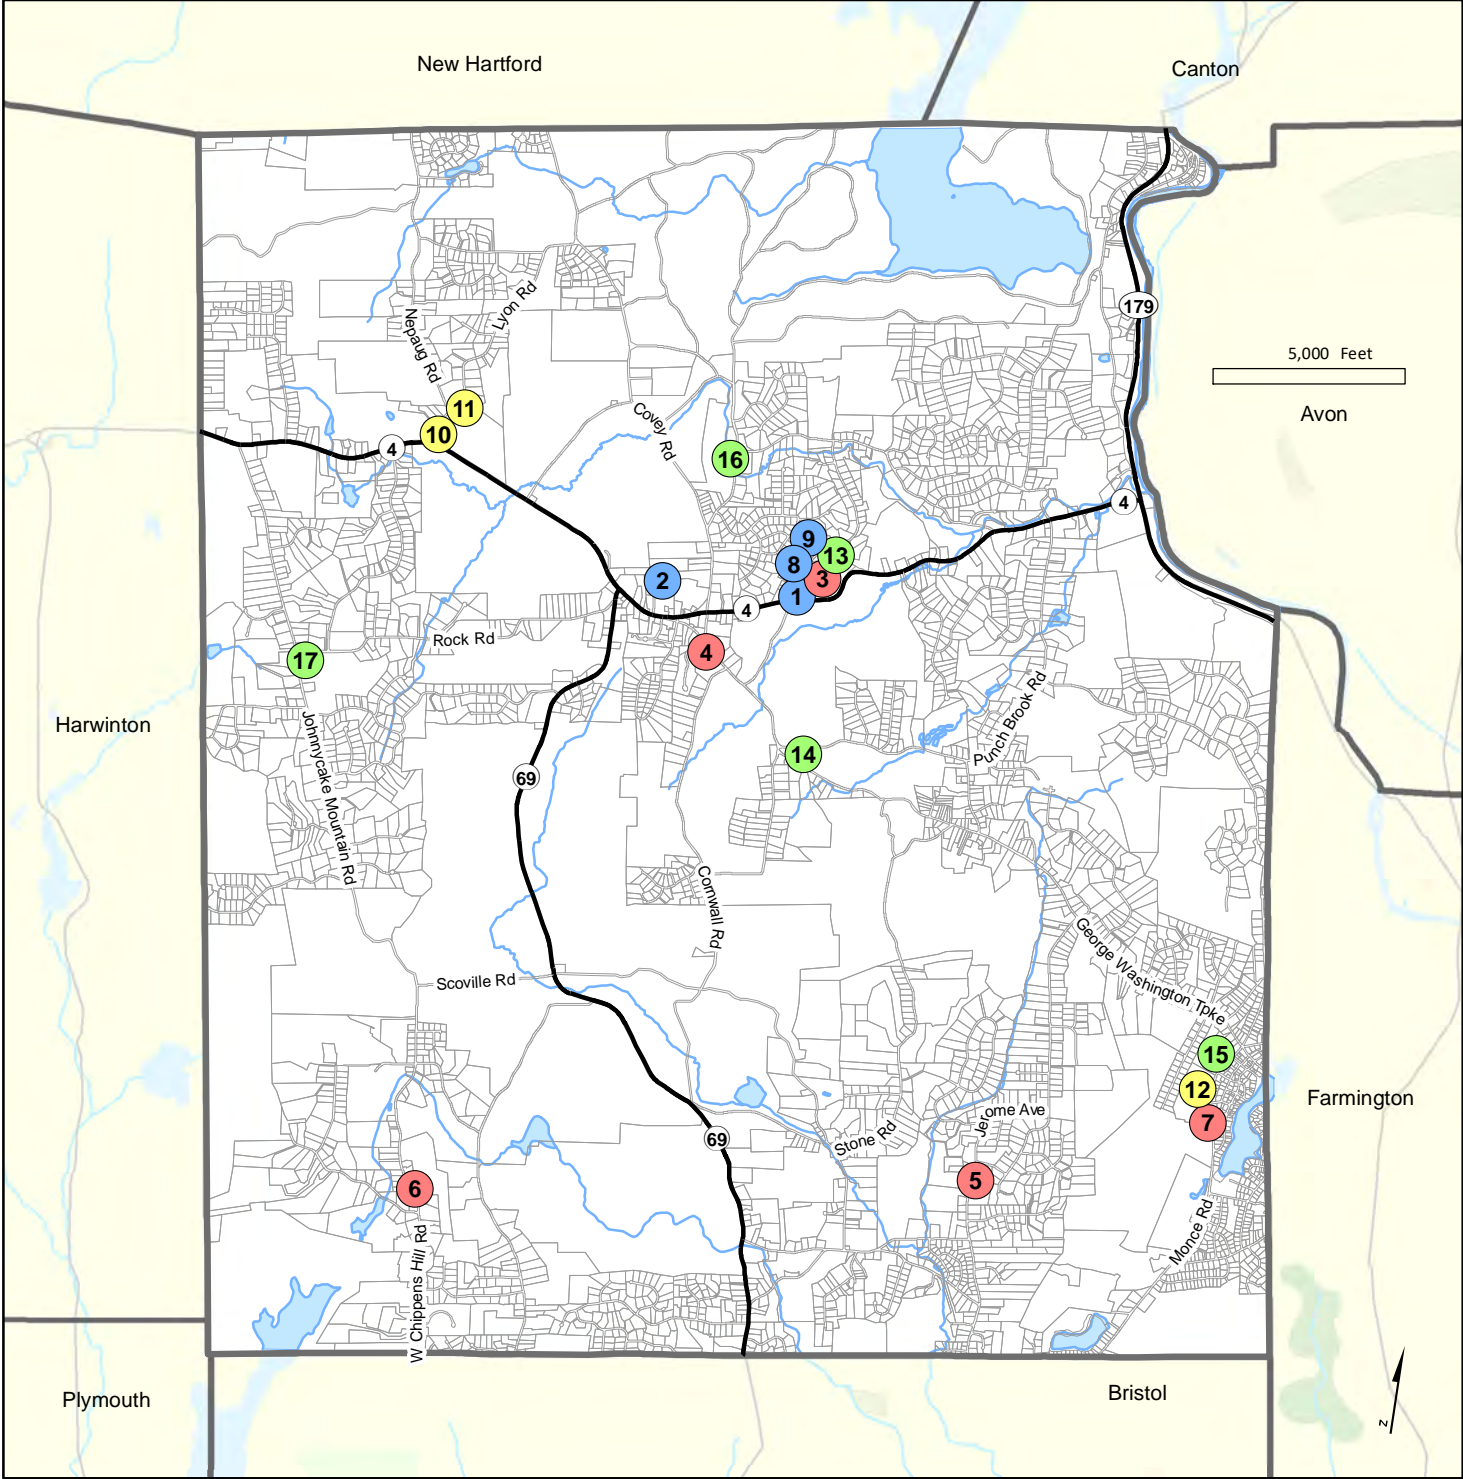 New Hartford
Canton
179
Lyon Rd
Nepaug Rd
5,000 Feet
Avon
11
10
4
Covey Rd
16
4
9
13
8
3
2
1
4
Rock Rd
4
17
Harwinton
Johnnycake Mountain Rd
69
14
Punch Brook Rd
Cornwall Rd
George Washington Tpke
Scoville Rd
15
12
Farmington
7
Jerome Ave
Stone Rd
69
5
6
Monce Rd
W Chippens Hill Rd
Plymouth
Bristol
z